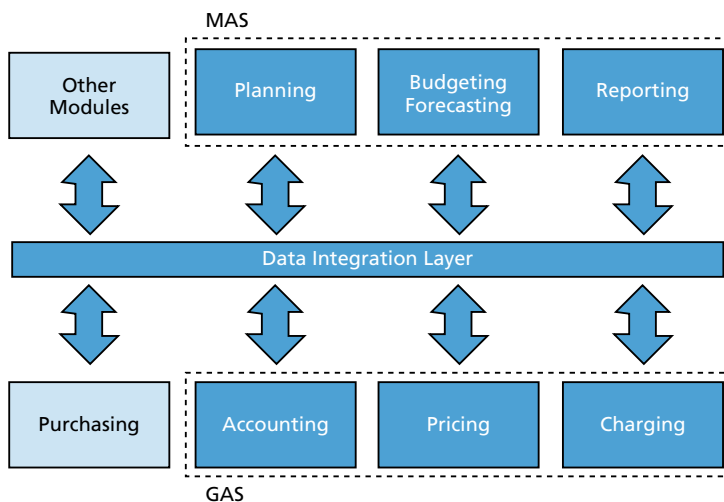 MAS
Other
Modules
Planning
Budgeting
Forecasting
Reporting
Data Integration Layer
Purchasing
Accounting
Pricing
Charging
GAS